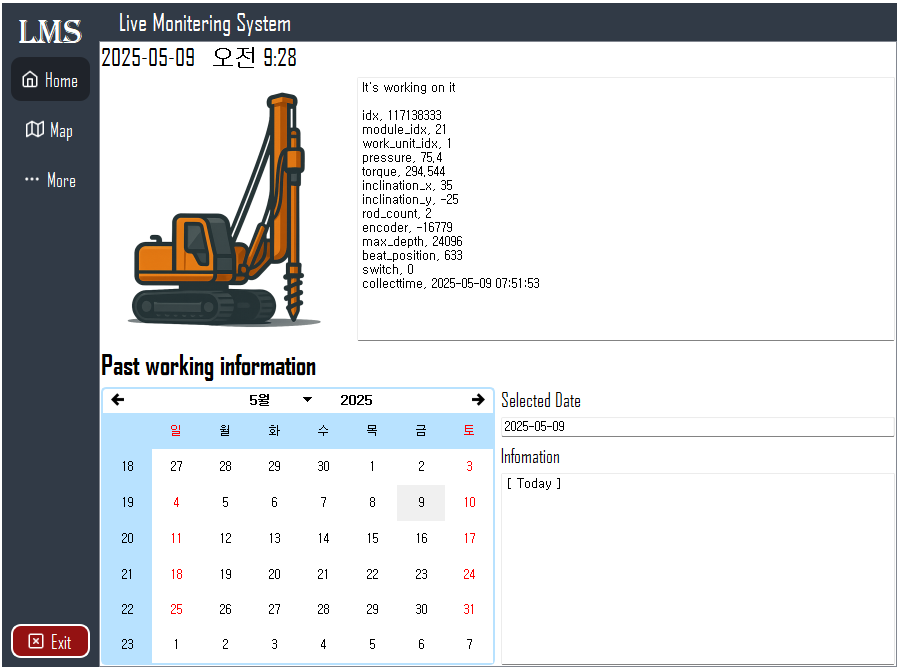 LMS
Live Monitering System
Home
Map
More
Exit
2025-05-09 오전 9:28
It's working on it
idx, 117138333
module_idx, 21
work_unit_idx, 1
pressure, 75,4
torque, 294,544
inclination_x, 35
inclination_y, -25
rod_count, 2
encoder, -16779
max_depth, 24096
beat_position, 633
switch, 0
collecttime, 2025-05-09 07:51:53
Past working information
5월 2025
일 월 화 수 목 금 토
18 27 28 29 30 1 2 3
19 4 5 6 7 8 9 10
20 11 12 13 14 15 16 17
21 18 19 20 21 22 23 24
22 25 26 27 28 29 30 31
23 1 2 3 4 5 6 7
Selected Date
2025-05-09
Infomation
[ Today ]